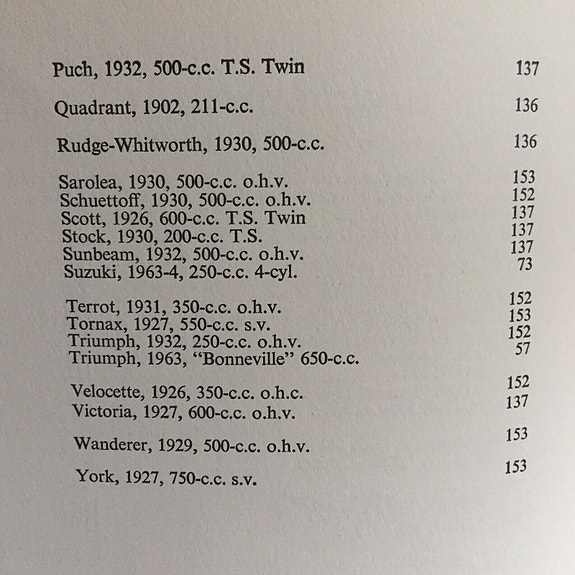 Puch, 1932, 500-c.c. T.S. Twin 137
Quadrant, 1902, 211-c.c. 136
Rudge-Whitworth, 1930, 500-c.c. 136
Sarolea, 1930, 500-c.c. o.h.v. 153
Schuettoff, 1930, 500-c.c. o.h.v. 152
Scott, 1926, 600-c.c. T.S. Twin 137
Stock, 1930, 200-c.c. T.S. 137
Sunbeam, 1932, 500-c.c. o.h.v. 137
Suzuki, 1963-4, 250-c.c. 4-cyl. 73
Terrot, 1931, 350-c.c. o.h.v. 152
Tornax, 1927, 550-c.c. s.v. 153
Triumph, 1932, 250-c.c. o.h.v. 152
Triumph, 1963, “Bonneville” 650-c.c. 57
Velocette, 1926, 350-c.c. o.h.c. 152
Victoria, 1927, 600-c.c. o.h.v. 137
Wanderer, 1929, 500-c.c. o.h.v. 153
York, 1927, 750-c.c. s.v. 153